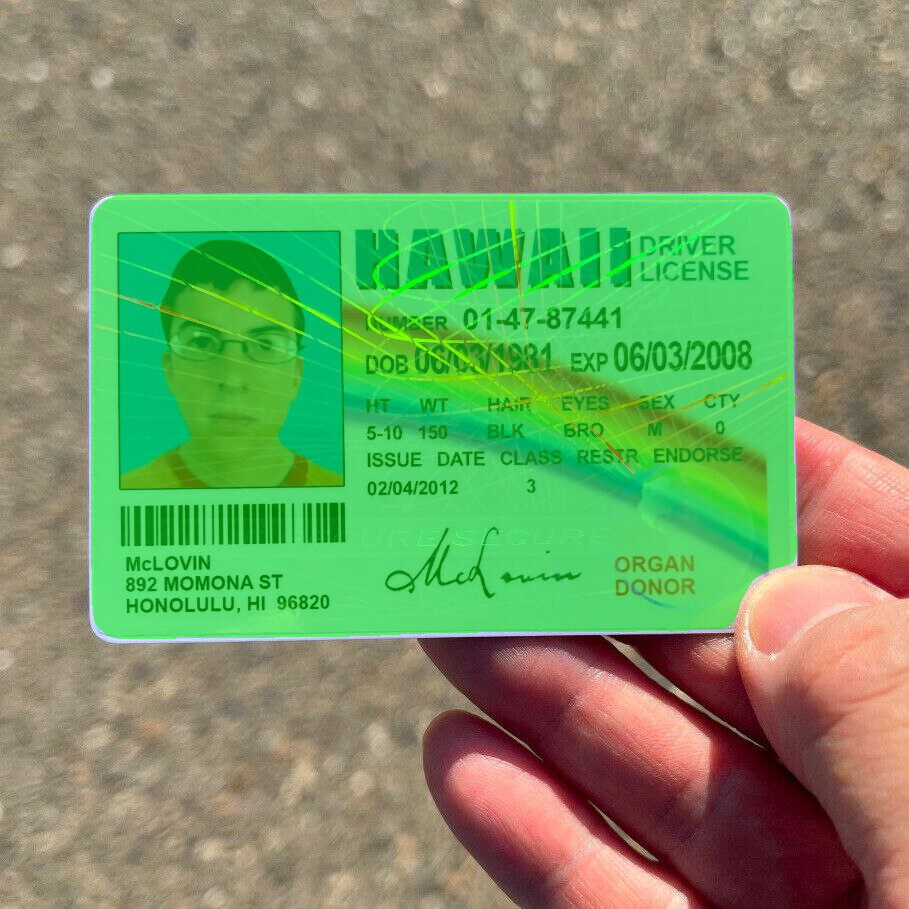 HAWAII DRIVER LICENSE
NUMBER 01-47-87441
DOB 06/03/1981 EXP 06/03/2008
HT WT HAIR EYES SEX CTY
5-10 150 BLK BRO M 0
ISSUE DATE CLASS RESTR ENDORSE
02/04/2012 3
McLOVIN
892 MOMONA ST
HONOLULU, HI 96820
McLovin
ORGAN
DONOR